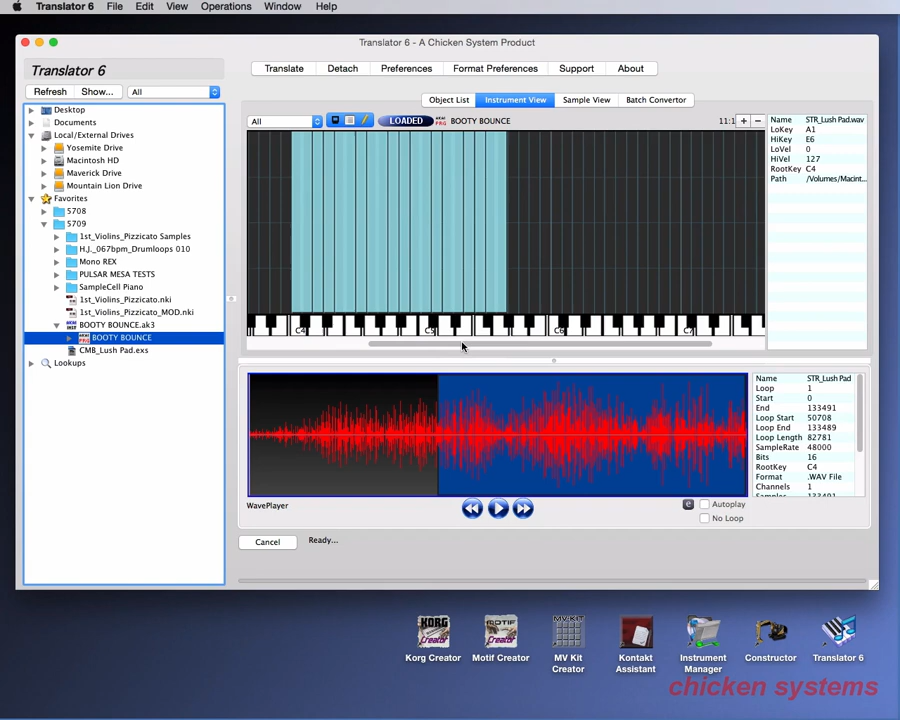 Translator 6 File Edit View Operations Window Help
Translator 6 - A Chicken System Product
Translator 6
Translate Detach Preferences Format Preferences Support About
Refresh Show... All
Object List Instrument View Sample View Batch Convertor
All LOADED BOOTY BOUNCE 11:1 + −
Desktop
Documents
Local/External Drives
Yosemite Drive
Macintosh HD
Maverick Drive
Mountain Lion Drive
Favorites
5708
5709
1st_Violins_Pizzicato Samples
H.J._067bpm_Drumloops 010
Mono REX
PULSAR MESA TESTS
SampleCell Piano
1st_Violins_Pizzicato.nki
1st_Violins_Pizzicato_MOD.nki
BOOTY BOUNCE.ak3
BOOTY BOUNCE
CMB_Lush Pad.exs
Lookups
Name STR_Lush Pad.wav
LoKey A1
HiKey E6
LoVel 0
HiVel 127
RootKey C4
Path /Volumes/Macint...
C4 C5 C6 C7
Name STR_Lush Pad
Loop 1
Start 0
End 133491
Loop Start 50708
Loop End 133489
Loop Length 82781
SampleRate 48000
Bits 16
RootKey C4
Format .WAV File
Channels 1
Samples 133491
WavePlayer
e Autoplay
No Loop
Cancel Ready...
KORG Creator
MOTIF Creator
MV-KIT
Korg Creator
Motif Creator
MV Kit Creator
Kontakt Assistant
Instrument Manager
Constructor
Translator 6
chicken systems